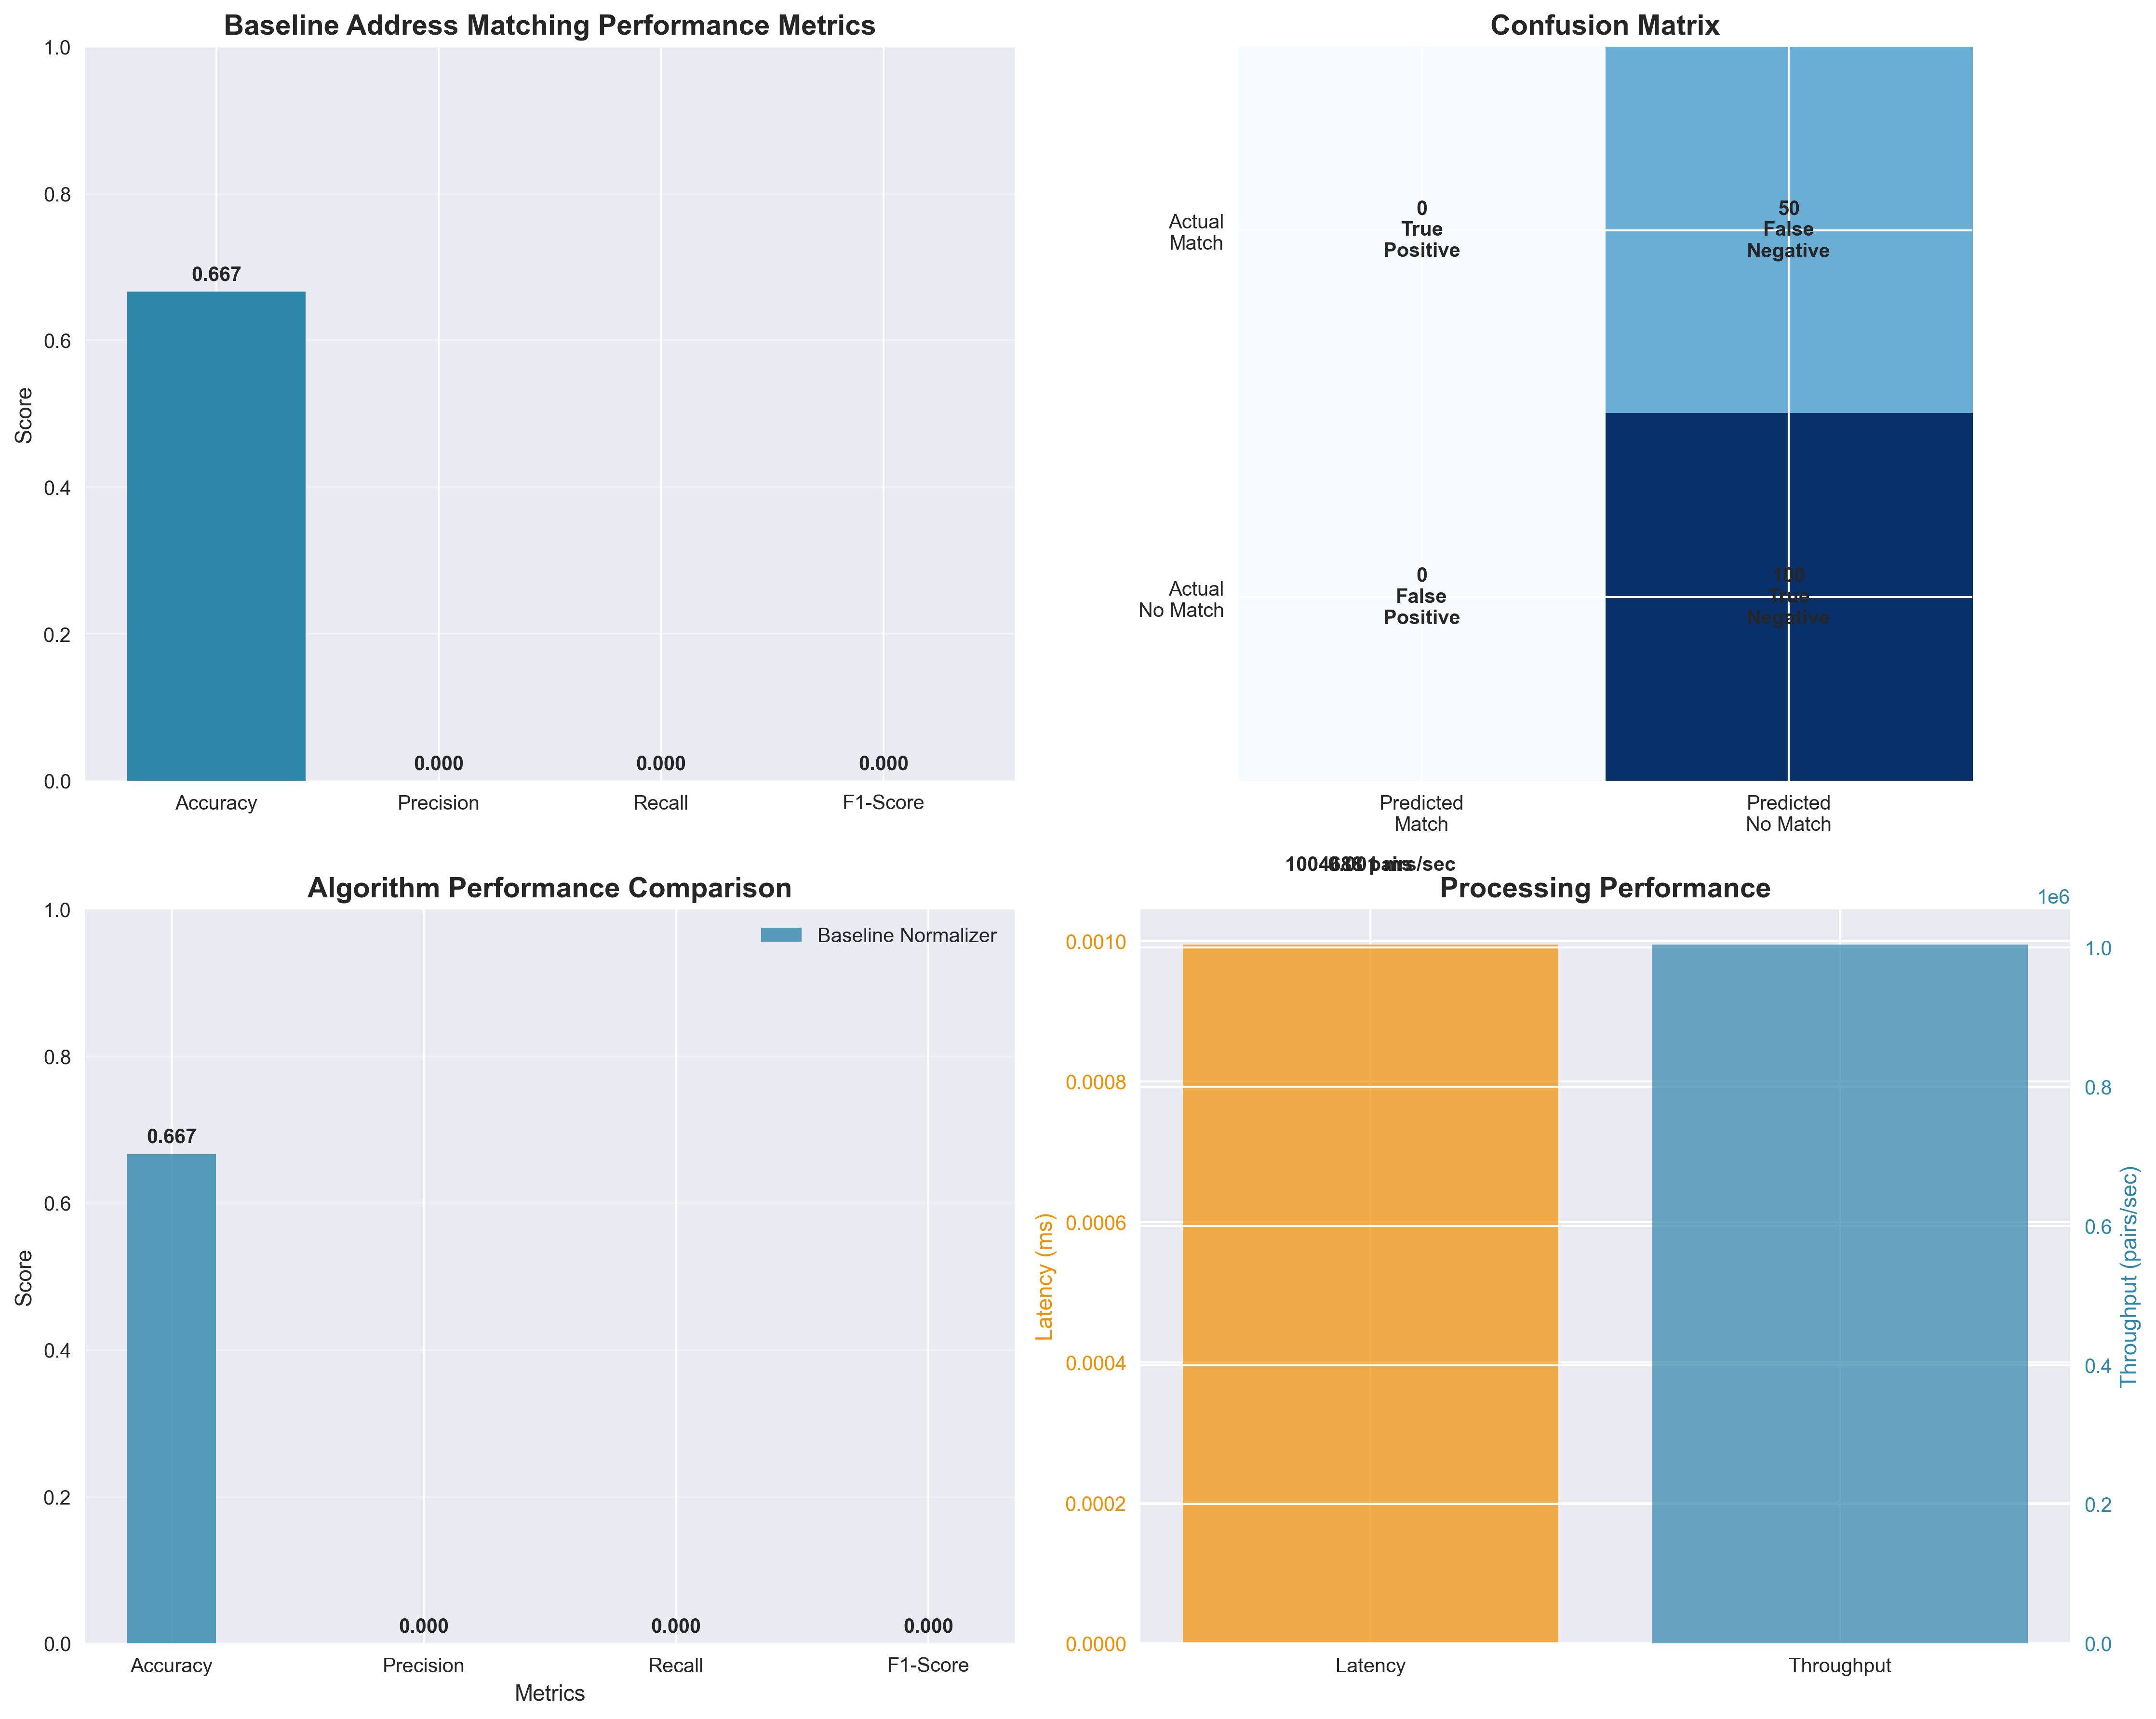 Baseline Address Matching Performance Metrics
1.0
0.8
0.6
0.4
0.2
0.0
Score
0.667
0.000
0.000
0.000
Accuracy
Precision
Recall
F1-Score
Confusion Matrix
Actual
Match
Actual
No Match
0
True
Positive
50
False
Negative
0
False
Positive
100
True
Negative
Predicted
Match
Predicted
No Match
Algorithm Performance Comparison
1.0
0.8
0.6
0.4
0.2
0.0
Score
Baseline Normalizer
0.667
0.000
0.000
0.000
Accuracy
Precision
Recall
F1-Score
Metrics
pairs/sec
Processing Performance
1e6
0.0010
0.0008
0.0006
0.0004
0.0002
0.0000
Latency (ms)
1.0
0.8
0.6
0.4
0.2
0.0
Throughput (pairs/sec)
Latency
Throughput